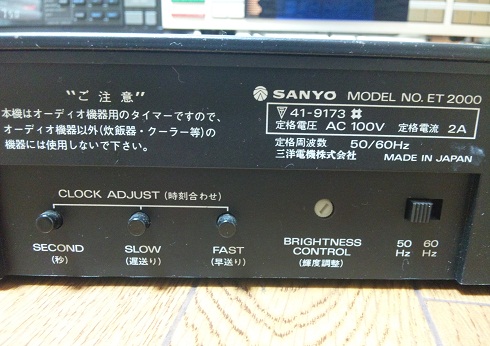 "ご注意"
本機はオーディオ機器用のタイマーですので、
オーディオ機器以外(炊飯器・クーラー等)の
機器には使用しないで下さい。
SANYO MODEL NO. ET 2000
41-9173
定格電圧 AC 100V 定格電流 2A
定格周波数 50/60Hz
三洋電機株式会社 MADE IN JAPAN
CLOCK ADJUST (時刻合わせ)
SECOND
(秒)
SLOW
(遅送り)
FAST
(早送り)
BRIGHTNESS
CONTROL
(輝度調整)
50 60
Hz Hz